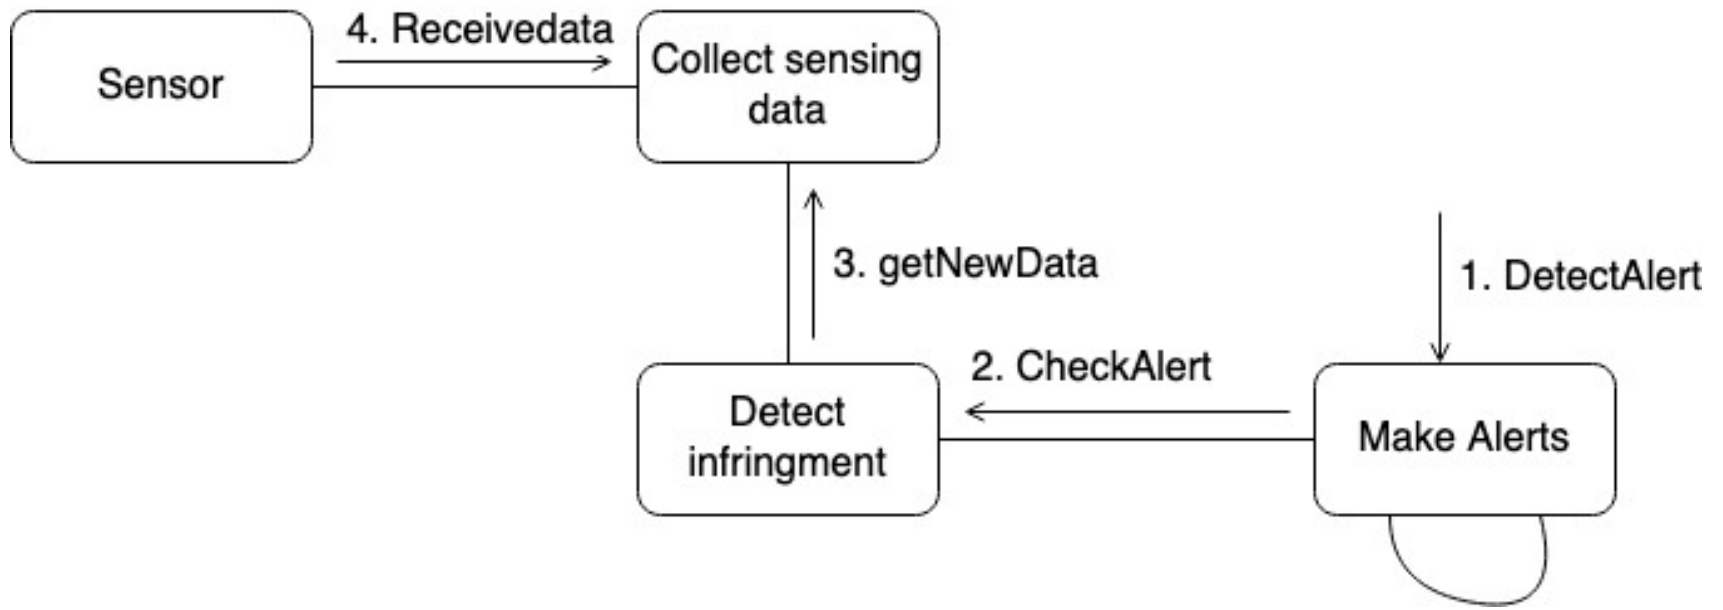 4. Receivedata
Sensor
Collect sensing
data
3. getNewData
1. DetectAlert
2. CheckAlert
Detect
infringment
Make Alerts